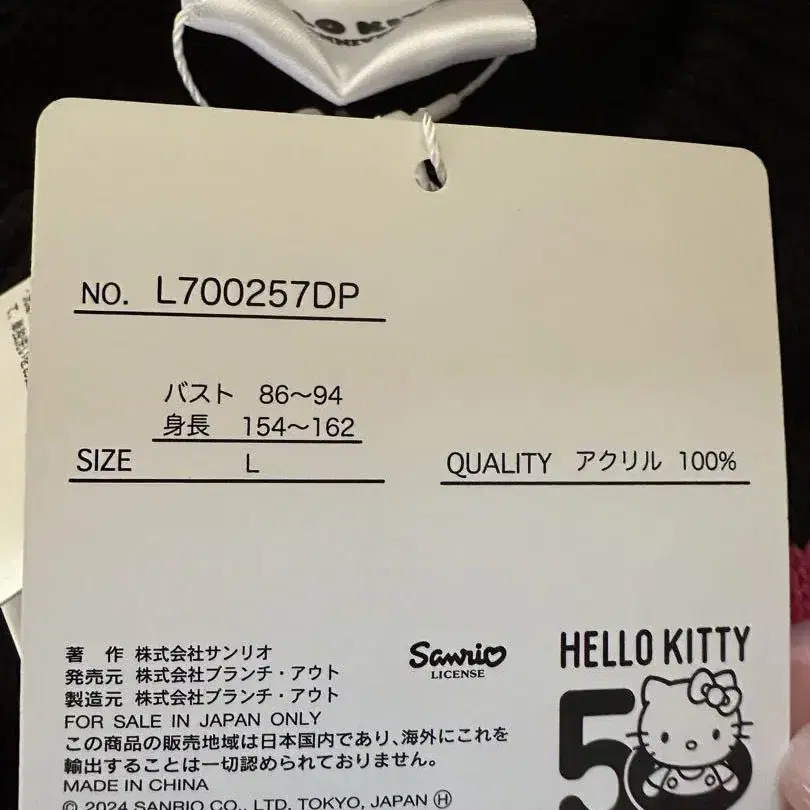 NO. L700257DP
バスト 86～94
身長 154～162
SIZE L
QUALITY アクリル 100%
著 作 株式会社サンリオ
発売元 株式会社ブランチ・アウト
製造元 株式会社ブランチ・アウト
FOR SALE IN JAPAN ONLY
この商品の販売地域は日本国内であり、海外にこれを
輸出することは一切認められておりません。
MADE IN CHINA
© 2024 SANRIO CO., LTD. TOKYO, JAPAN Ⓗ
Sanrio
LICENSE
HELLO KITTY
50